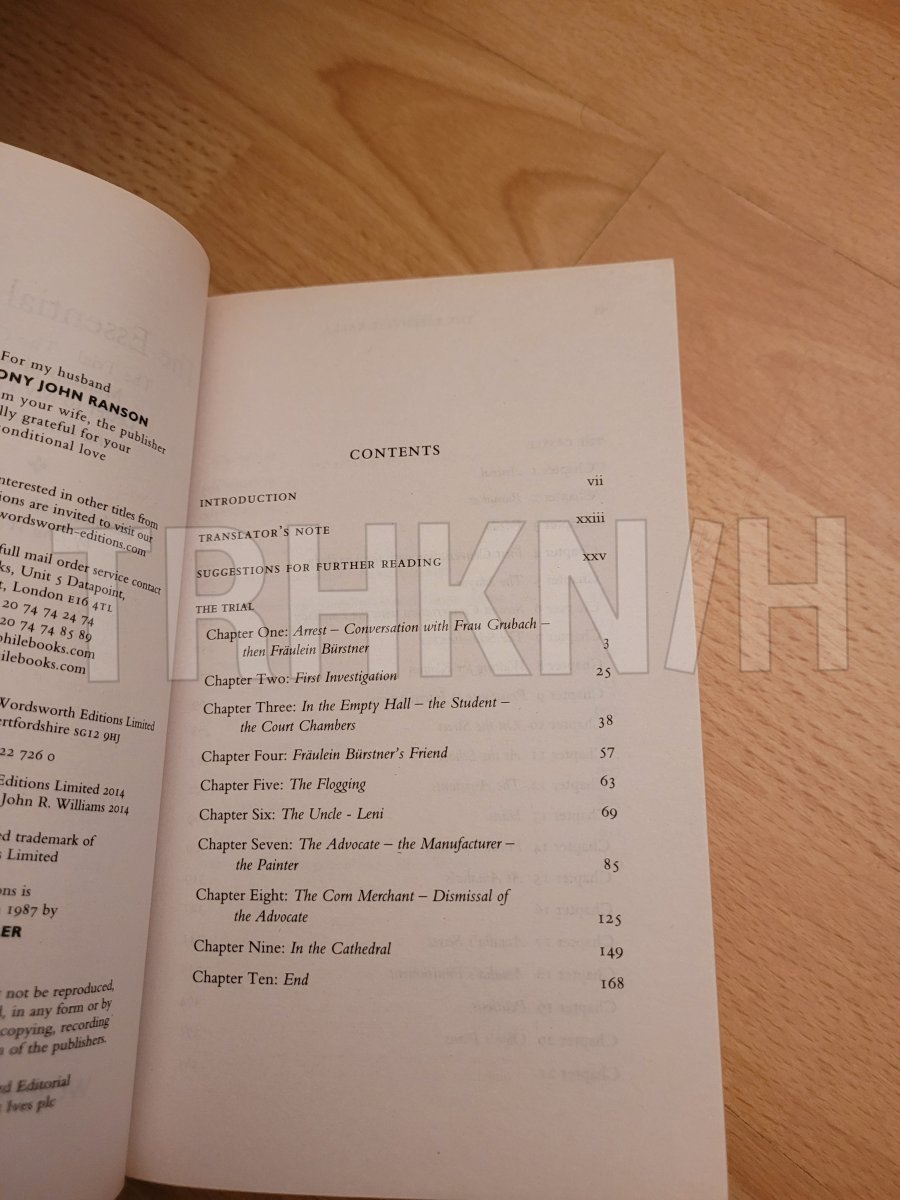 For my husband
ONY JOHN RANSON
m your wife, the publisher
lly grateful for your
conditional love
nterested in other titles from
ions are invited to visit our
wordsworth-editions.com
full mail order service contact
ks, Unit 5 Datapoint,
t, London E16 4TL
20 74 74 24 74
20 74 74 85 89
philebooks.com
hilebooks.com
Wordsworth Editions Limited
ertfordshire SG12 9HJ
22 726 0
Editions Limited 2014
John R. Williams 2014
ed trademark of
s Limited
ons is
1987 by
LER
not be reproduced,
d, in any form or by
copying, recording
n of the publishers.
nd Editorial
Ives plc
CONTENTS
INTRODUCTION vii
TRANSLATOR'S NOTE xxiii
SUGGESTIONS FOR FURTHER READING xxv
THE TRIAL
Chapter One: Arrest – Conversation with Frau Grubach –
then Fräulein Bürstner 3
Chapter Two: First Investigation 25
Chapter Three: In the Empty Hall – the Student –
the Court Chambers 38
Chapter Four: Fräulein Bürstner's Friend 57
Chapter Five: The Flogging 63
Chapter Six: The Uncle - Leni 69
Chapter Seven: The Advocate – the Manufacturer –
the Painter 85
Chapter Eight: The Corn Merchant – Dismissal of
the Advocate 125
Chapter Nine: In the Cathedral 149
Chapter Ten: End 168
TRHKN/H